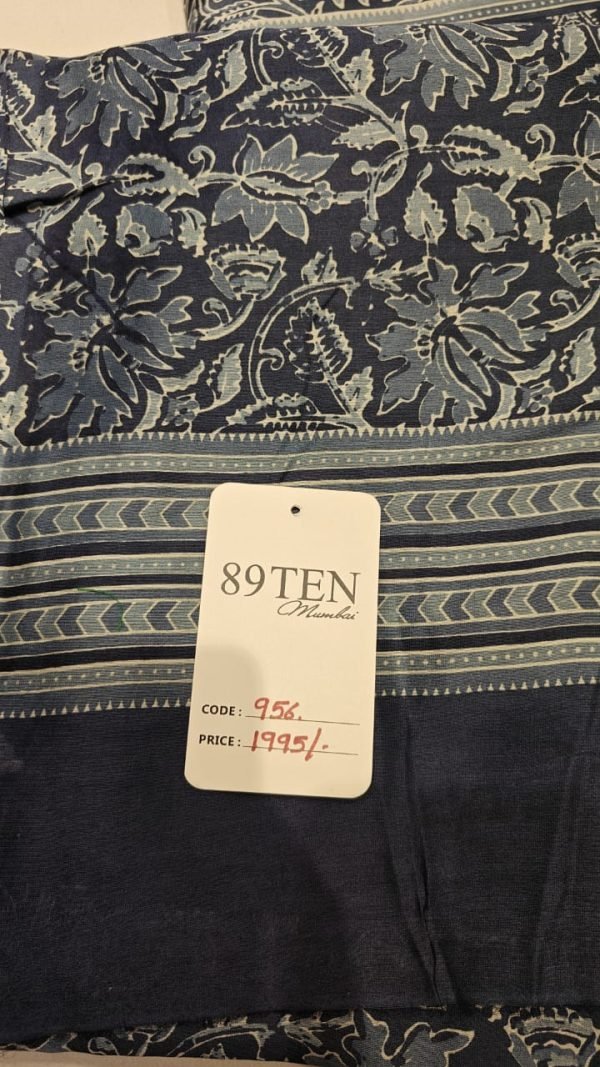 89TEN
Mumbai
CODE: 956.
PRICE: 1995/-